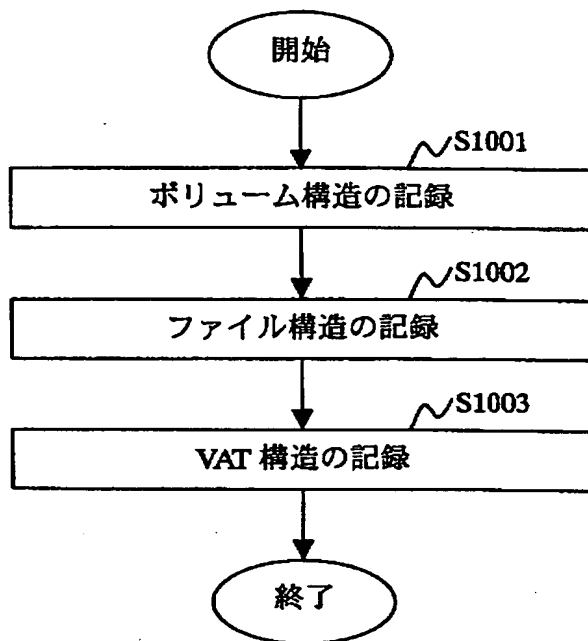 開始
S1001
ボリューム構造の記録
S1002
ファイル構造の記録
S1003
VAT 構造の記録
終了